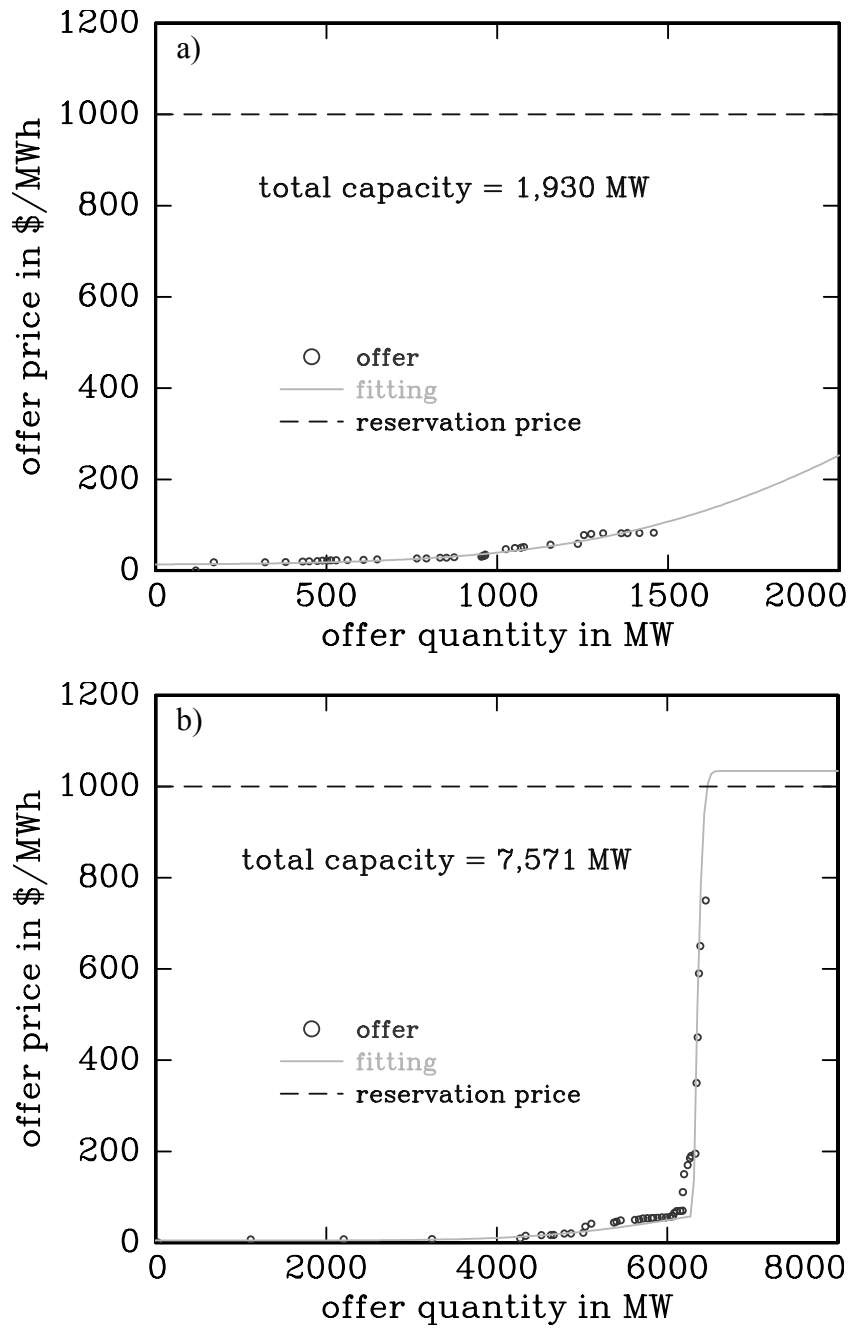 a)
1200
1000
800
600
400
200
0
offer price in $/MWh
total capacity = 1,930 MW
offer
fitting
reservation price
0 500 1000 1500 2000
offer quantity in MW
b)
1200
1000
800
600
400
200
0
offer price in $/MWh
total capacity = 7,571 MW
offer
fitting
reservation price
0 2000 4000 6000 8000
offer quantity in MW